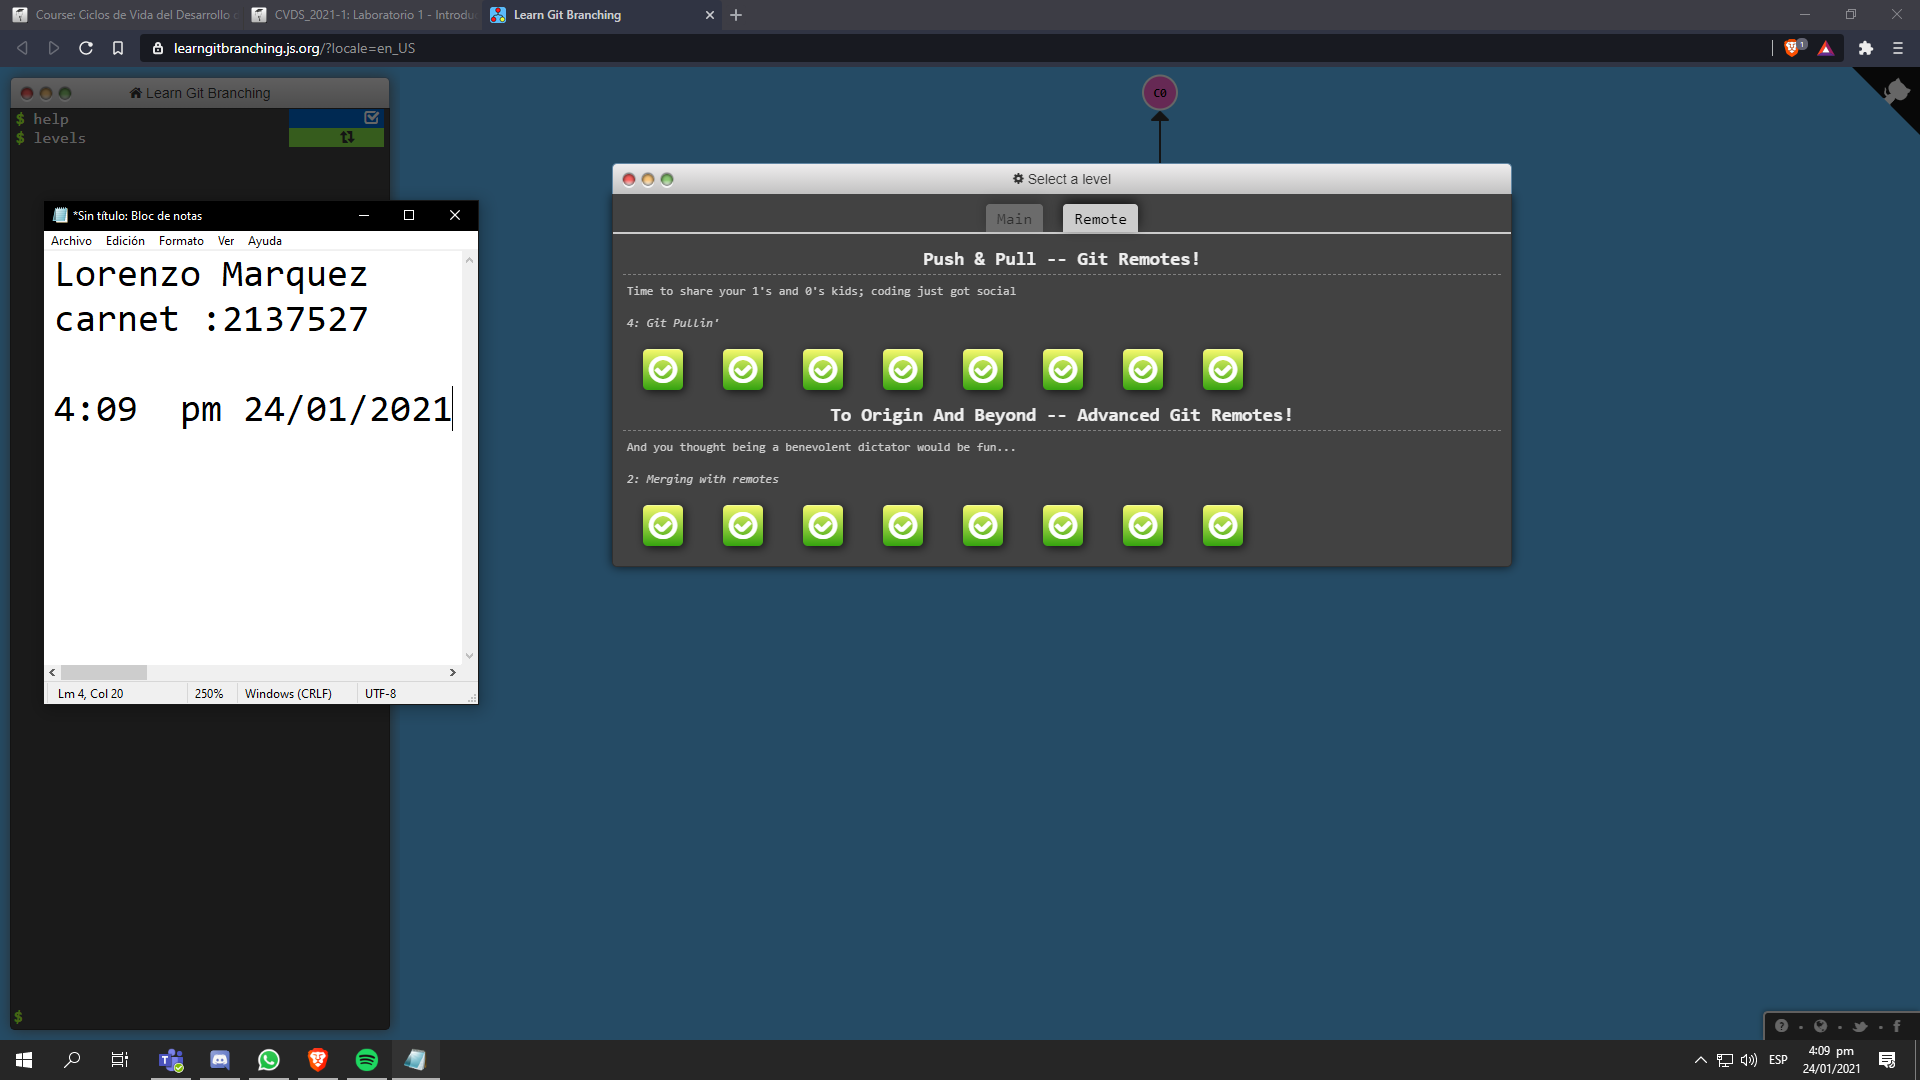 Course: Ciclos de Vida del Desarrollo d
CVDS_2021-1: Laboratorio 1 - Introdu
Learn Git Branching
learngitbranching.js.org/?locale=en_US
1
Learn Git Branching
$ help
$ levels
$
C0
*Sin título: Bloc de notas
Archivo Edición Formato Ver Ayuda
Lorenzo Marquez
carnet :2137527
4:09  pm 24/01/2021
Lm 4, Col 20 250% Windows (CRLF) UTF-8
Select a level
Main Remote
Push & Pull -- Git Remotes!
Time to share your 1's and 0's kids; coding just got social
4: Git Pullin'
To Origin And Beyond -- Advanced Git Remotes!
And you thought being a benevolent dictator would be fun...
2: Merging with remotes
ESP
4:09 pm
24/01/2021